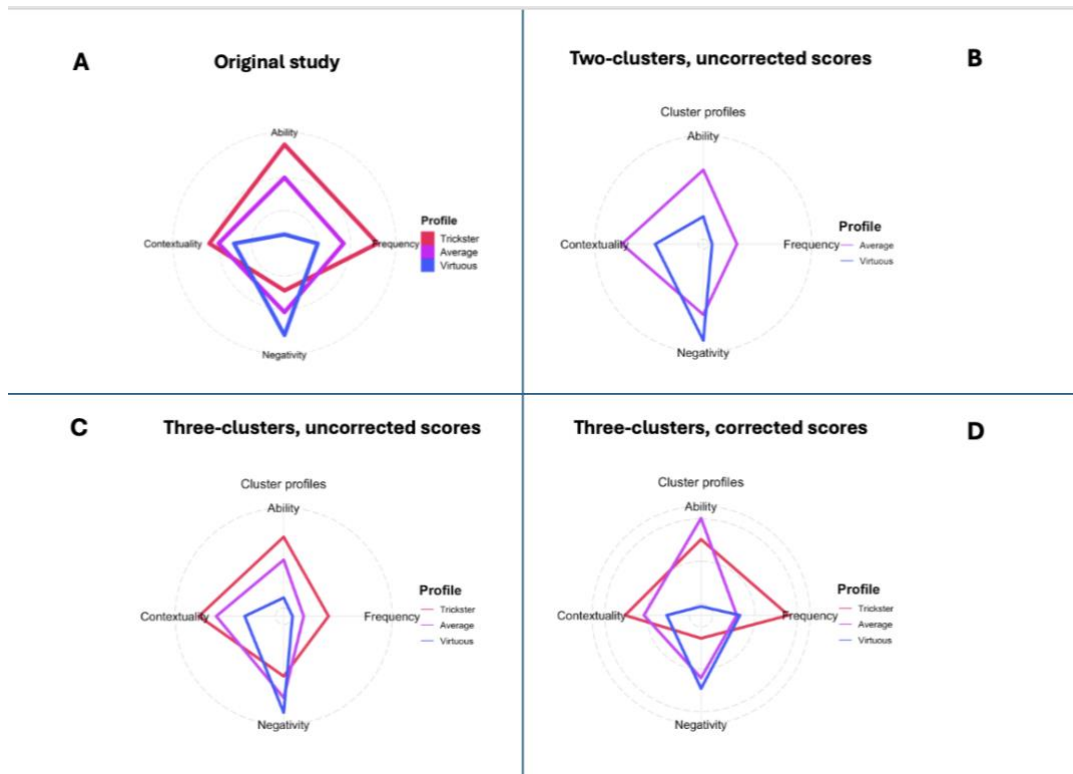 A
Original study
Ability
Contextuality
Frequency
Negativity
Profile
Trickster
Average
Virtuous
Two-clusters, uncorrected scores
B
Cluster profiles
Ability
Contextuality
Frequency
Negativity
Profile
Average
Virtuous
C
Three-clusters, uncorrected scores
Cluster profiles
Ability
Contextuality
Frequency
Negativity
Profile
Trickster
Average
Virtuous
Three-clusters, corrected scores
D
Cluster profiles
Ability
Contextuality
Frequency
Negativity
Profile
Trickster
Average
Virtuous